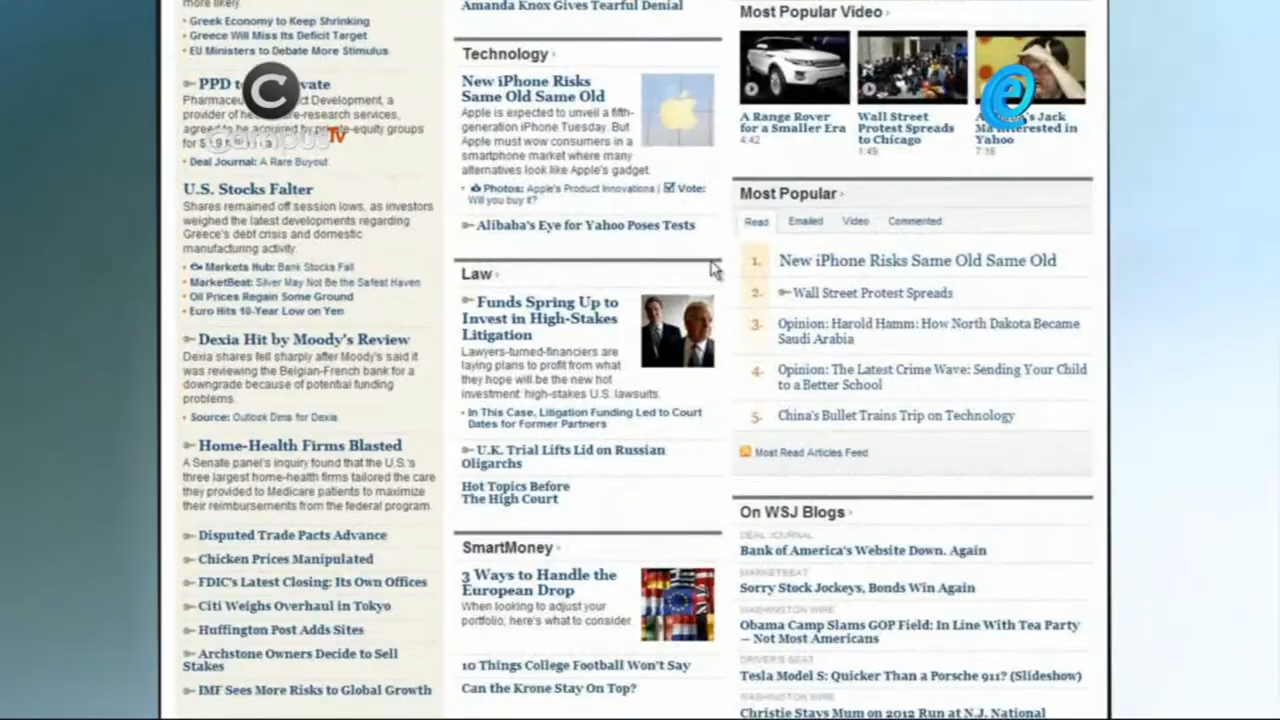 more likely.
Greek Economy to Keep Shrinking
Greece Will Miss Its Deficit Target
EU Ministers to Debate More Stimulus
PPD
vate
Pharmaceu
ct Development, a
provider of he
re-research services,
agreed to be acquired by private-equity groups
for $
Deal Journal: A Rare Buyout
U.S. Stocks Falter
Shares remained off session lows, as investors
weighed the latest developments regarding
Greece's debt crisis and domestic
manufacturing activity.
Markets Hub: Bank Stocks Fall
MarketBeat: Silver May Not Be the Safest Haven
Oil Prices Regain Some Ground
Euro Hits 10-Year Low on Yen
Dexia Hit by Moody's Review
Dexia shares fell sharply after Moody's said it
was reviewing the Belgian-French bank for a
downgrade because of potential funding
problems.
Source: Outlook Dims for Dexia
Home-Health Firms Blasted
A Senate panel's inquiry found that the U.S.'s
three largest home-health firms tailored the care
they provided to Medicare patients to maximize
their reimbursements from the federal program.
Disputed Trade Pacts Advance
Chicken Prices Manipulated
FDIC's Latest Closing: Its Own Offices
Citi Weighs Overhaul in Tokyo
Huffington Post Adds Sites
Archstone Owners Decide to Sell
Stakes
IMF Sees More Risks to Global Growth
C
campus TV
Amanda Knox Gives Tearful Denial
Technology
New iPhone Risks
Same Old Same Old
Apple is expected to unveil a fifth-
generation iPhone Tuesday. But
Apple must wow consumers in a
smartphone market where many
alternatives look like Apple's gadget.
Photos: Apple's Product Innovations | Vote:
Will you buy it?
Alibaba's Eye for Yahoo Poses Tests
Law
Funds Spring Up to
Invest in High-Stakes
Litigation
Lawyers-turned-financiers are
laying plans to profit from what
they hope will be the new hot
investment: high-stakes U.S. lawsuits.
In This Case, Litigation Funding Led to Court
Dates for Former Partners
U.K. Trial Lifts Lid on Russian
Oligarchs
Hot Topics Before
The High Court
SmartMoney
3 Ways to Handle the
European Drop
When looking to adjust your
portfolio, here's what to consider.
10 Things College Football Won't Say
Can the Krone Stay On Top?
Most Popular Video
A Range Rover
for a Smaller Era
4:42
Wall Street
Protest Spreads
to Chicago
1:49
's Jack
Ma Interested in
Yahoo
7:16
Most Popular
Read Emailed Video Commented
1. New iPhone Risks Same Old Same Old
2. Wall Street Protest Spreads
3. Opinion: Harold Hamm: How North Dakota Became
Saudi Arabia
4. Opinion: The Latest Crime Wave: Sending Your Child
to a Better School
5. China's Bullet Trains Trip on Technology
Most Read Articles Feed
On WSJ Blogs
DEAL JOURNAL
Bank of America's Website Down. Again
MARKETBEAT
Sorry Stock Jockeys, Bonds Win Again
WASHINGTON WIRE
Obama Camp Slams GOP Field: In Line With Tea Party
– Not Most Americans
DRIVER'S SEAT
Tesla Model S: Quicker Than a Porsche 911? (Slideshow)
WASHINGTON WIRE
Christie Stays Mum on 2012 Run at N.J. National